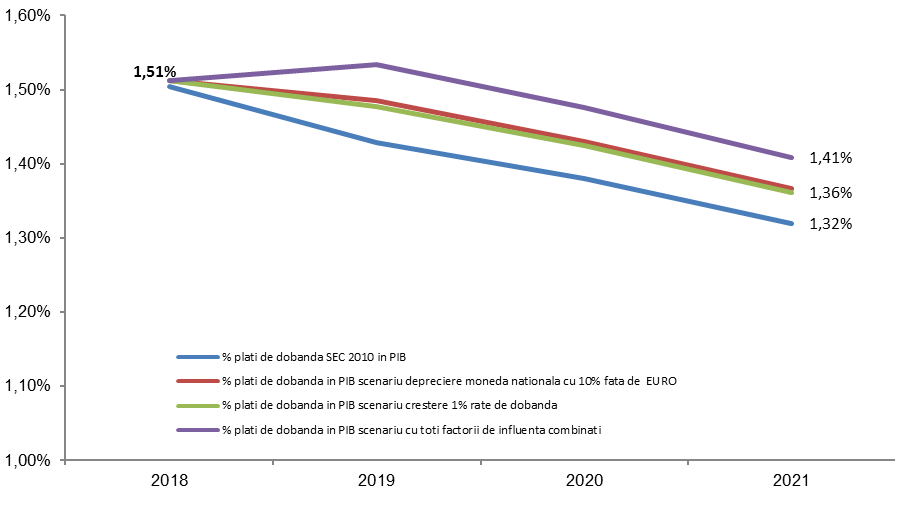 1,60%
1,51%
1,50%
1,40%
1,41%
1,36%
1,30%
1,32%
1,20%
1,10%
1,00%
% plati de dobanda SEC 2010 in PIB
% plati de dobanda in PIB scenariu depreciere moneda nationala cu 10% fata de  EURO
% plati de dobanda in PIB scenariu crestere 1% rate de dobanda
% plati de dobanda in PIB scenariu cu toti factorii de influenta combinati
2018 2019 2020 2021